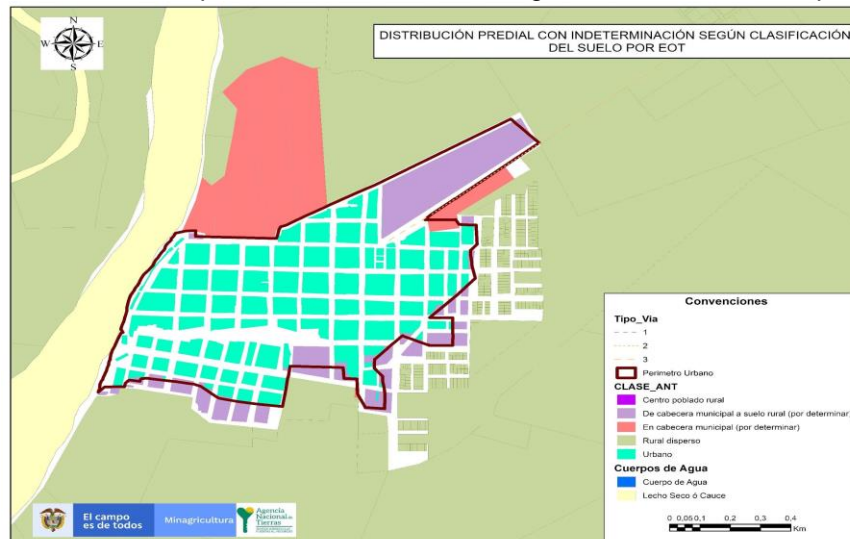 N
W E
S
DISTRIBUCIÓN PREDIAL CON INDETERMINACIÓN SEGÚN CLASIFICACIÓN
DEL SUELO POR EOT
Convenciones
Tipo_Via
1
2
3
Perimetro Urbano
CLASE_ANT
Centro poblado rural
De cabecera municipal a suelo rural (por determinar)
En cabecera municipal (por determinar)
Rural disperso
Urbano
Cuerpos de Agua
Cuerpo de Agua
Lecho Seco ó Cauce
0 0,05 0,1 0,2 0,3 0,4
Km
El campo
es de todos
Minagricultura
Agencia
Nacional de
Tierras